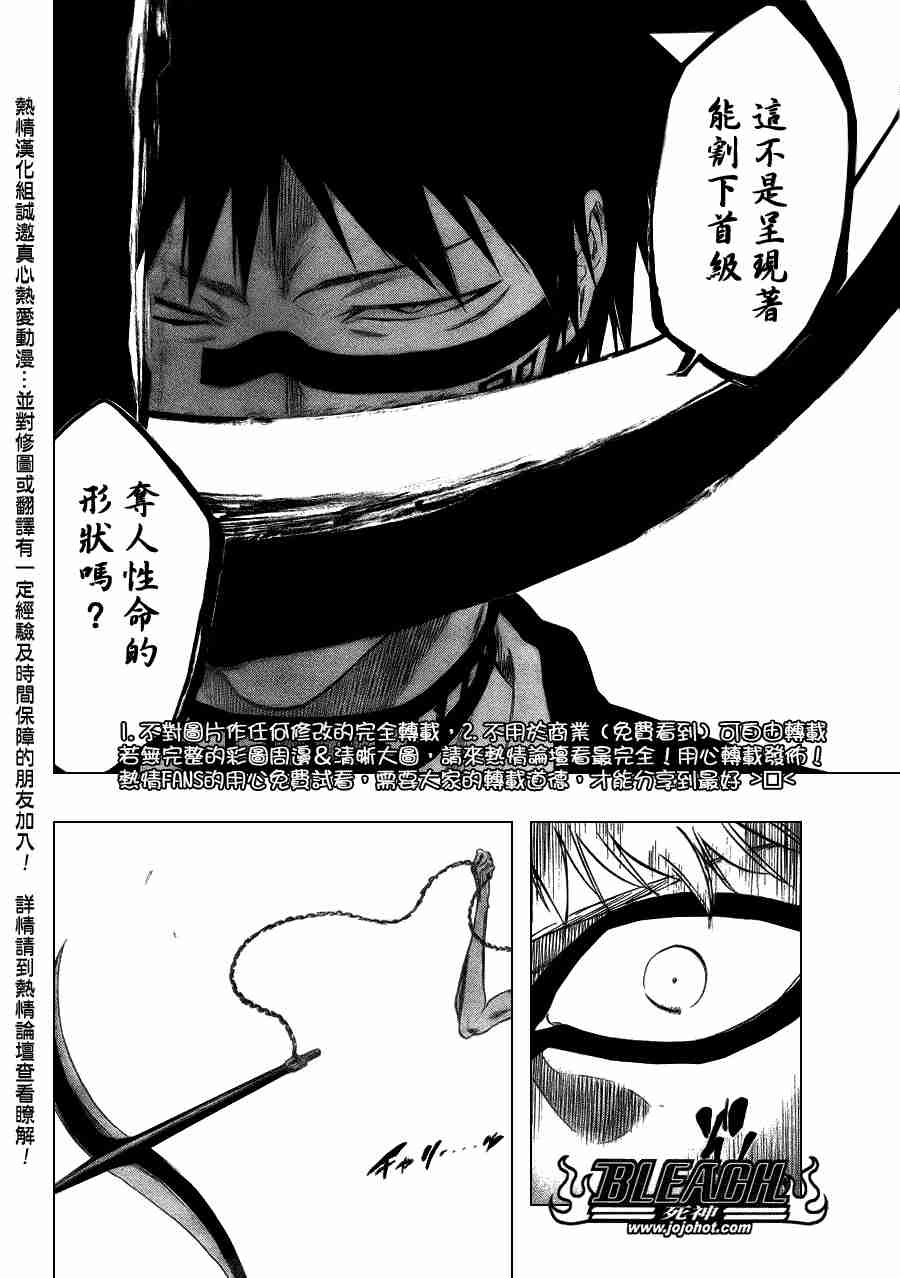 這不是呈現著
能割下首級
奪人性命的
形狀嗎？
1. 不對圖片作任何修改的完全轉載，2. 不用於商業（免費看到）可自由轉載
若無完整的彩圖周漫&清晰大圖，請來熱情論壇看最完全！用心轉載發佈！
熱情FANS的用心免費試看，需要大家的轉載道德，才能分享到最好 >□<
チャリ‥‥ッ
BLEACH
死神
www.jojohot.com
熱情漢化組誠邀真心熱愛動漫…並對修圖或翻譯有一定經驗及時間保障的朋友加入！ 詳情請到熱情論壇查看瞭解！